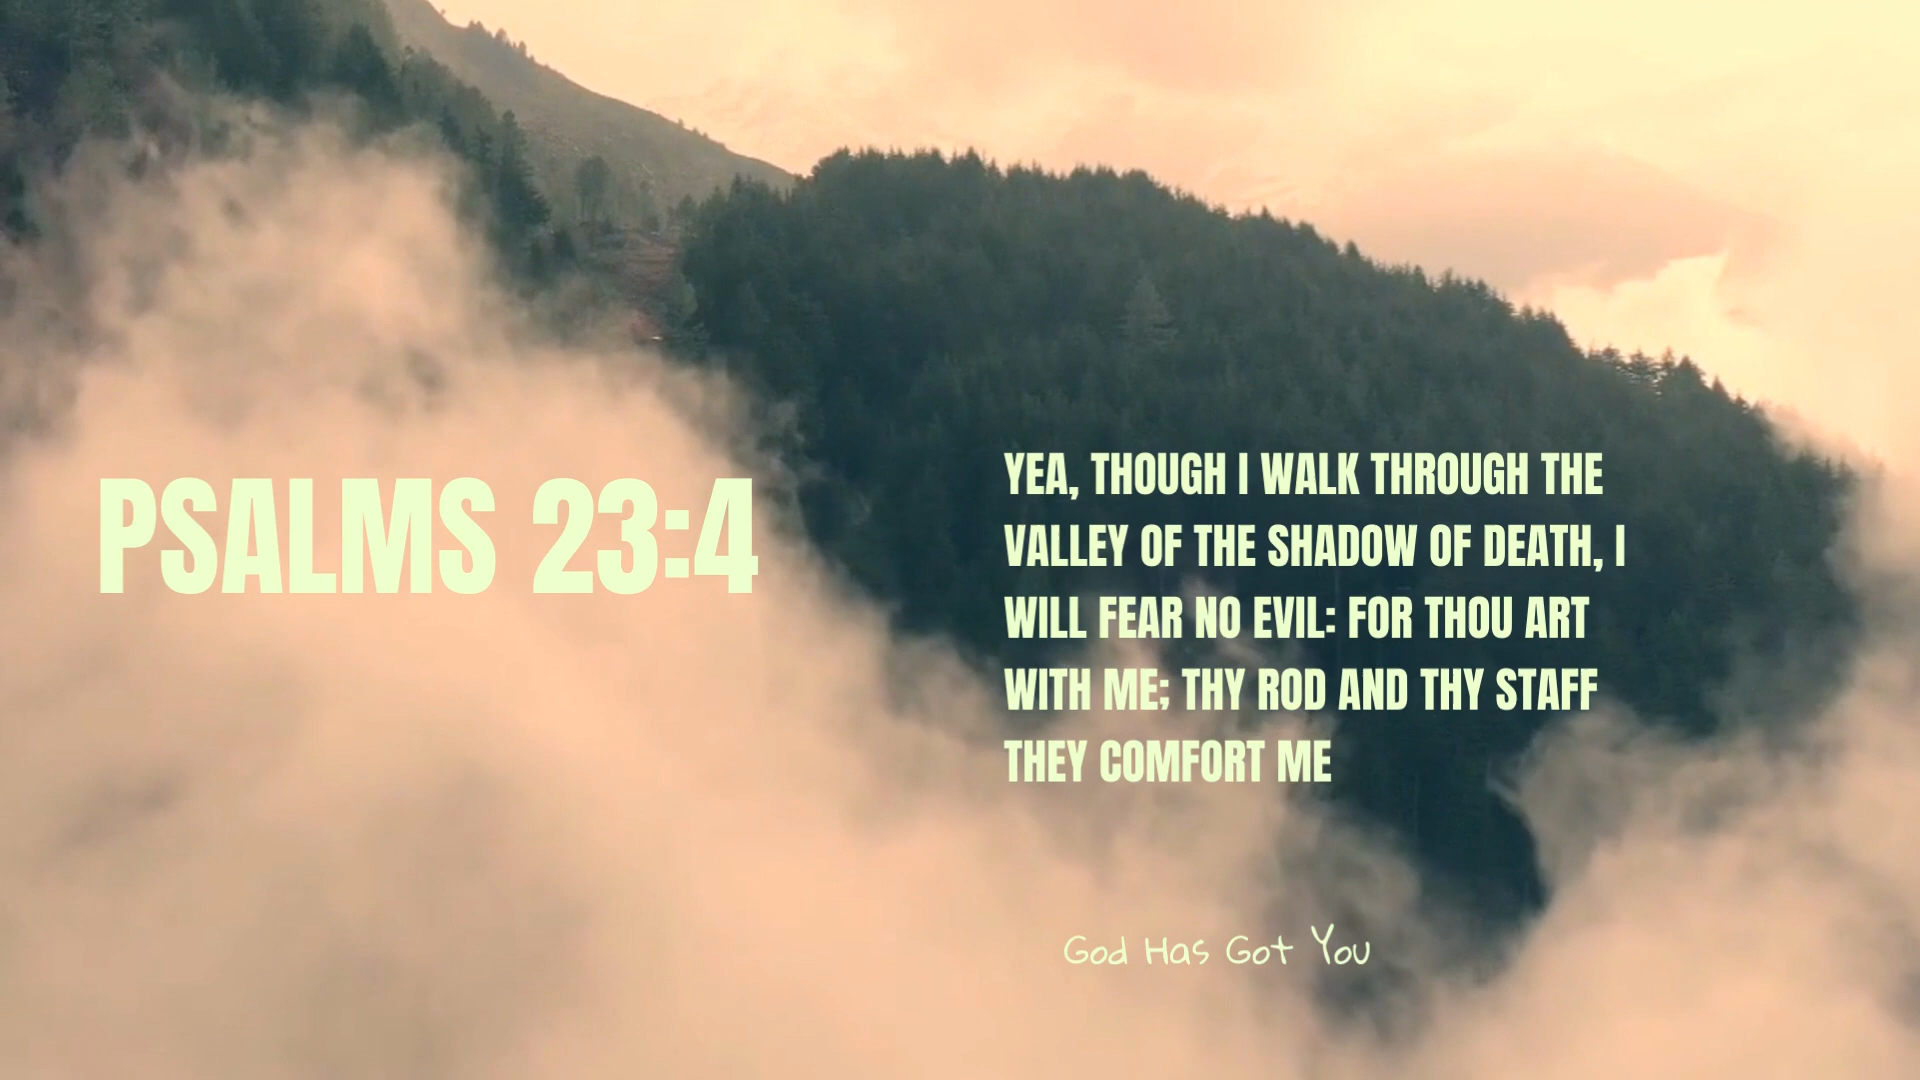 PSALMS 23:4
YEA, THOUGH I WALK THROUGH THE
VALLEY OF THE SHADOW OF DEATH, I
WILL FEAR NO EVIL: FOR THOU ART
WITH ME; THY ROD AND THY STAFF
THEY COMFORT ME
God Has Got You